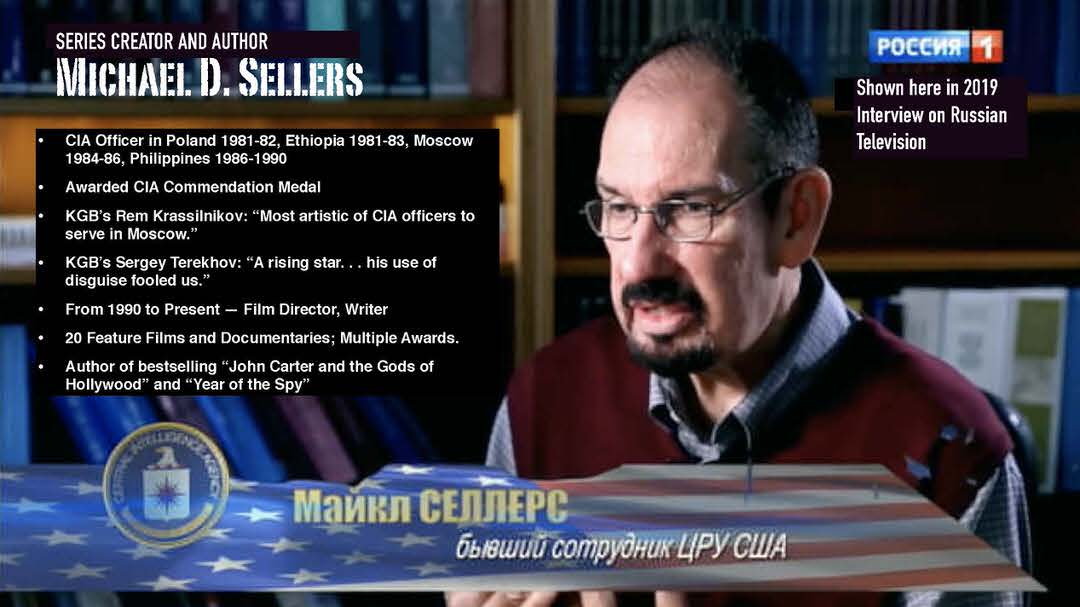 SERIES CREATOR AND AUTHOR
MICHAEL D. SELLERS
РОССИЯ 1
Shown here in 2019
Interview on Russian
Television
• CIA Officer in Poland 1981-82, Ethiopia 1981-83, Moscow
1984-86, Philippines 1986-1990
• Awarded CIA Commendation Medal
• KGB’s Rem Krassilnikov: “Most artistic of CIA officers to
serve in Moscow.”
• KGB’s Sergey Terekhov: “A rising star. . . his use of
disguise fooled us.”
• From 1990 to Present — Film Director, Writer
• 20 Feature Films and Documentaries; Multiple Awards.
• Author of bestselling “John Carter and the Gods of
Hollywood” and “Year of the Spy”
CENTRAL INTELLIGENCE AGENCY
Майкл СЕЛЛЕРС
бывший сотрудник ЦРУ США